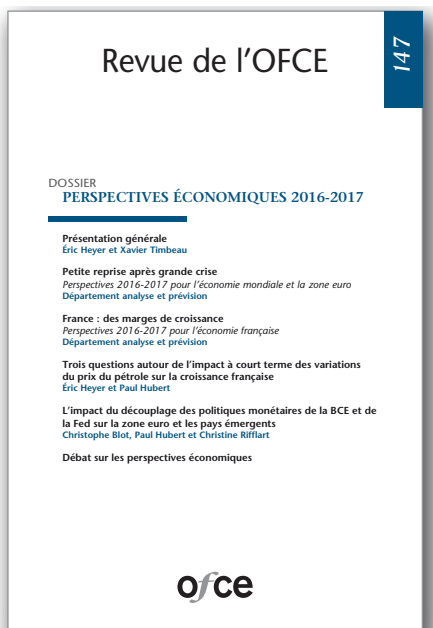 Revue de l'OFCE
147
DOSSIER
PERSPECTIVES ÉCONOMIQUES 2016-2017
Présentation générale
Éric Heyer et Xavier Timbeau
Petite reprise après grande crise
Perspectives 2016-2017 pour l'économie mondiale et la zone euro
Département analyse et prévision
France : des marges de croissance
Perspectives 2016-2017 pour l'économie française
Département analyse et prévision
Trois questions autour de l'impact à court terme des variations
du prix du pétrole sur la croissance française
Éric Heyer et Paul Hubert
L'impact du découplage des politiques monétaires de la BCE et de
la Fed sur la zone euro et les pays émergents
Christophe Blot, Paul Hubert et Christine Rifflart
Débat sur les perspectives économiques
ofce